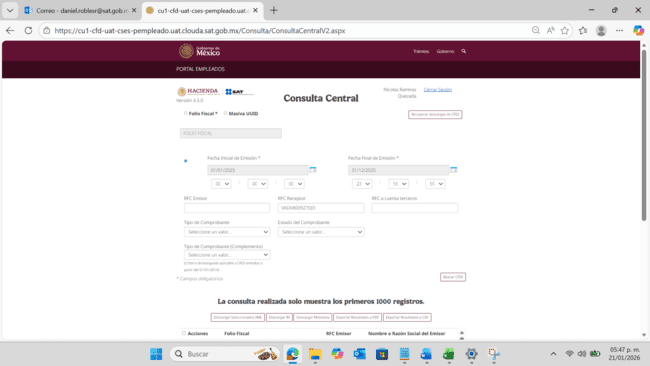 Correo - daniel.roblesr@sat.gob.m
cu1-cfd-uat-cses-pempleado.uat.
https://cu1-cfd-uat-cses-pempleado.uat.clouda.sat.gob.mx/Consulta/ConsultaCentralV2.aspx
Gobierno de México
Trámites Gobierno
PORTAL EMPLEADOS
HACIENDA SAT
Versión 4.5.0
Consulta Central
Nicolas Ramirez Quezada
Cerrar Sesión
Folio Fiscal * Masiva UUID
Recuperar descargas de CFDI
FOLIO FISCAL
Fecha Inicial de Emisión * Fecha Final de Emisión *
01/01/2025 31/12/2025
00 : 00 : 00
23 : 59 : 59
RFC Emisor RFC Receptor RFC a cuenta terceros
Tipo de Comprobante Estado del Comprobante
Seleccione un valor... Seleccione un valor...
Tipo de Comprobante (Complemento)
Seleccione un valor...
* Campos obligatorios
Buscar CFDI
La consulta realizada solo muestra los primeros 1000 registros.
Descargar Seleccionados XML Descargar RI Descargar Metadata Exportar Resultados a PDF Exportar Resultados a CSV
Acciones Folio Fiscal RFC Emisor Nombre o Razón Social del Emisor
Buscar
05:47 p. m.
21/01/2026